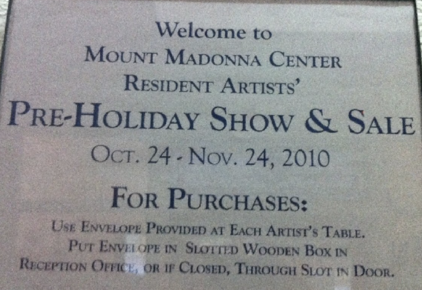 Welcome to
Mount Madonna Center
Resident Artists'
Pre-Holiday Show & Sale
Oct. 24 - Nov. 24, 2010
For Purchases:
Use Envelope Provided at Each Artist's Table.
Put Envelope in Slotted Wooden Box in
Reception Office, or if Closed, Through Slot in Door.